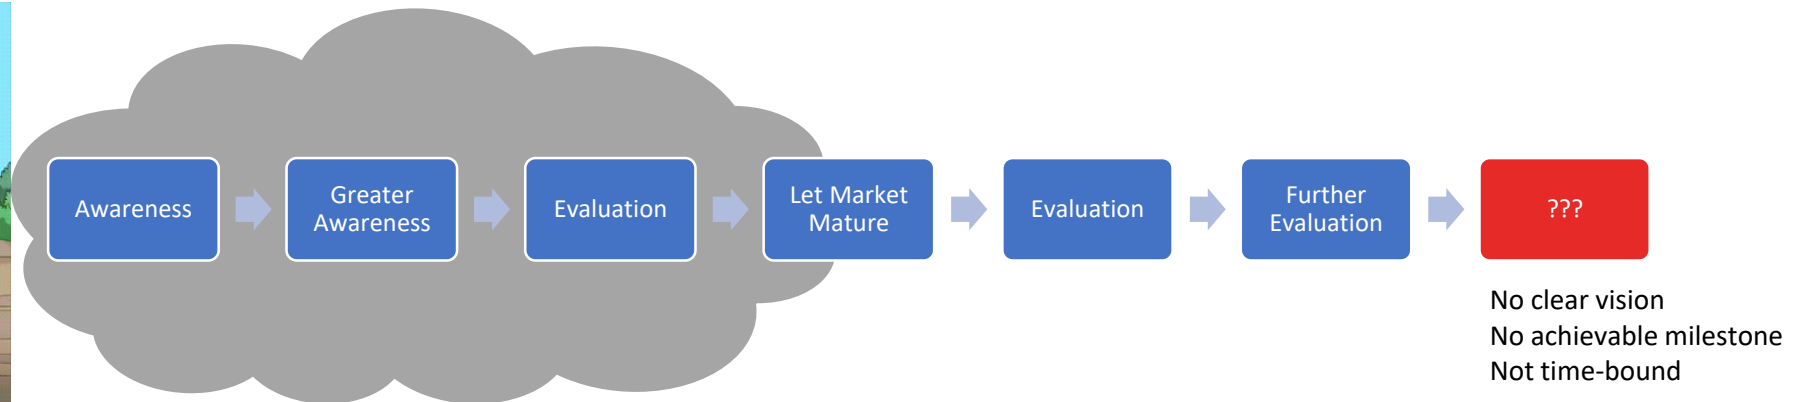 Awareness
Greater
Awareness
Evaluation
Let Market
Mature
Evaluation
Further
Evaluation
???
No clear vision
No achievable milestone
Not time-bound